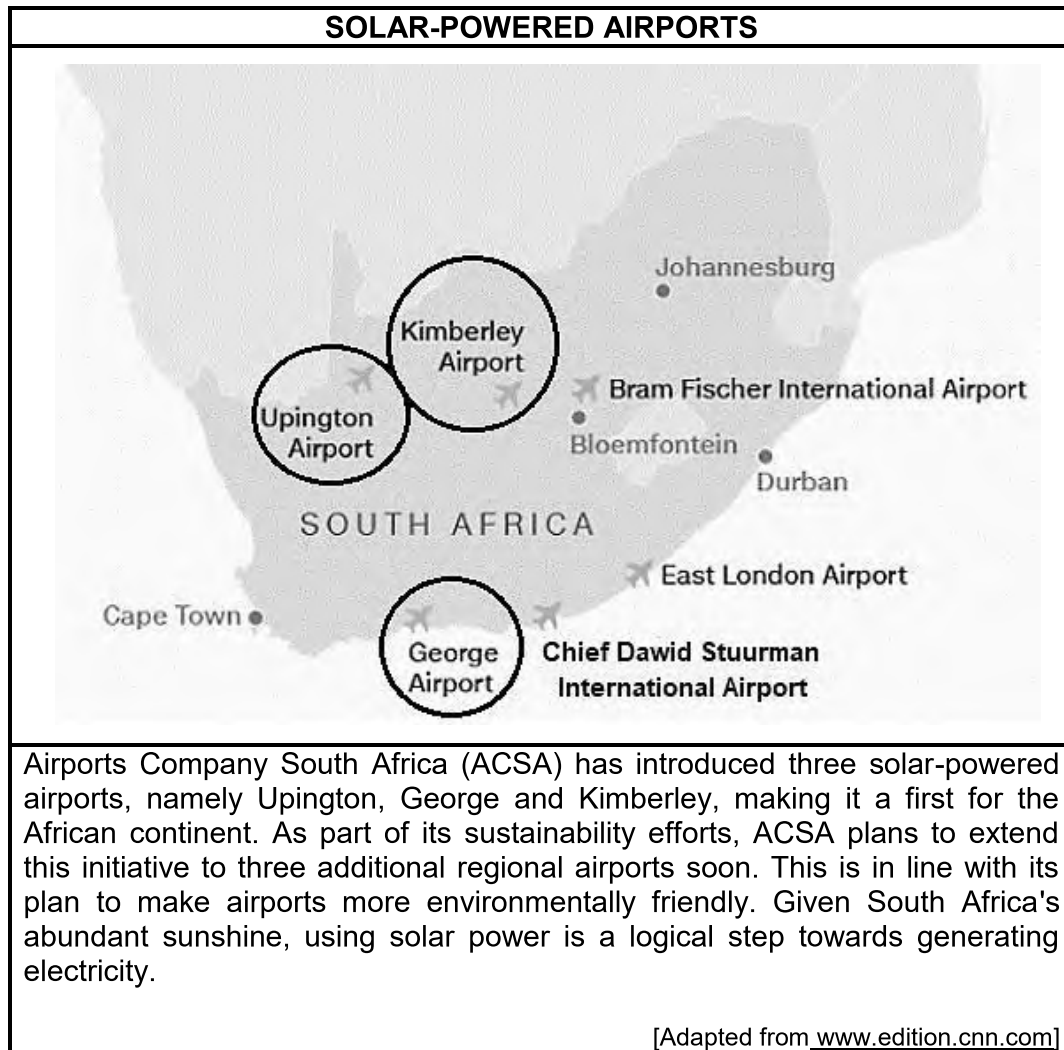 SOLAR-POWERED AIRPORTS
Johannesburg
Kimberley
Airport
Bram Fischer International Airport
Upington
Airport
Bloemfontein
Durban
SOUTH AFRICA
East London Airport
Cape Town
George
Airport
Chief Dawid Stuurman
International Airport
Airports Company South Africa (ACSA) has introduced three solar-powered
airports, namely Upington, George and Kimberley, making it a first for the
African continent. As part of its sustainability efforts, ACSA plans to extend
this initiative to three additional regional airports soon. This is in line with its
plan to make airports more environmentally friendly. Given South Africa's
abundant sunshine, using solar power is a logical step towards generating
electricity.
[Adapted from www.edition.cnn.com]